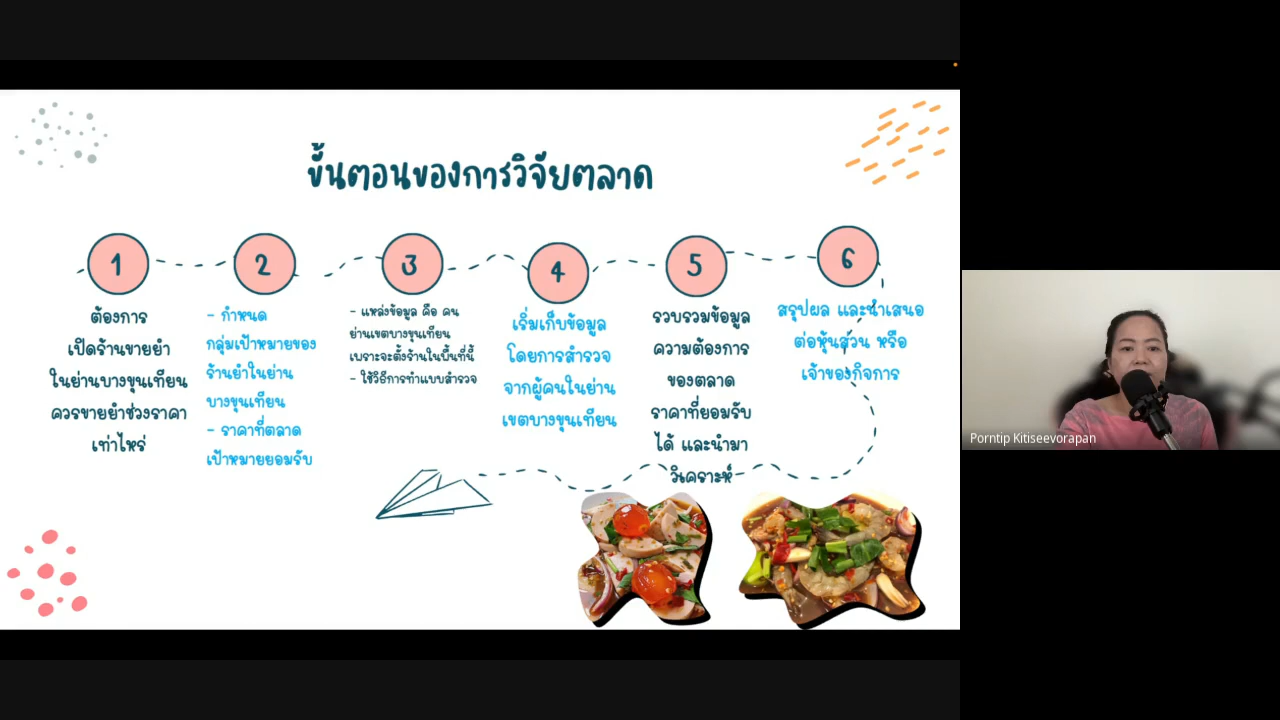 ขั้นตอนของการวิจัยตลาด
1
ต้องการ
เปิดร้านขายยำ
ในย่านบางขุนเทียน
ควรขายยำช่วงราคา
เท่าไหร่
2
- กำหนด
กลุ่มเป้าหมายของ
ร้านยำในย่าน
บางขุนเทียน
- ราคาที่ตลาด
เป้าหมายยอมรับ
3
- แหล่งข้อมูล คือ คน
ย่านเขตบางขุนเทียน
เพราะจะตั้งร้านในพื้นที่นี้
- ใช้วิธีการทำแบบสำรวจ
4
เริ่มเก็บข้อมูล
โดยการสำรวจ
จากผู้คนในย่าน
เขตบางขุนเทียน
5
รวบรวมข้อมูล
ความต้องการ
ของตลาด
ราคาที่ยอมรับ
ได้ และนำมา
วิเคราะห์
6
สรุปผล และนำเสนอ
ต่อหุ้นส่วน หรือ
เจ้าของกิจการ
Porntip Kitiseevorapan